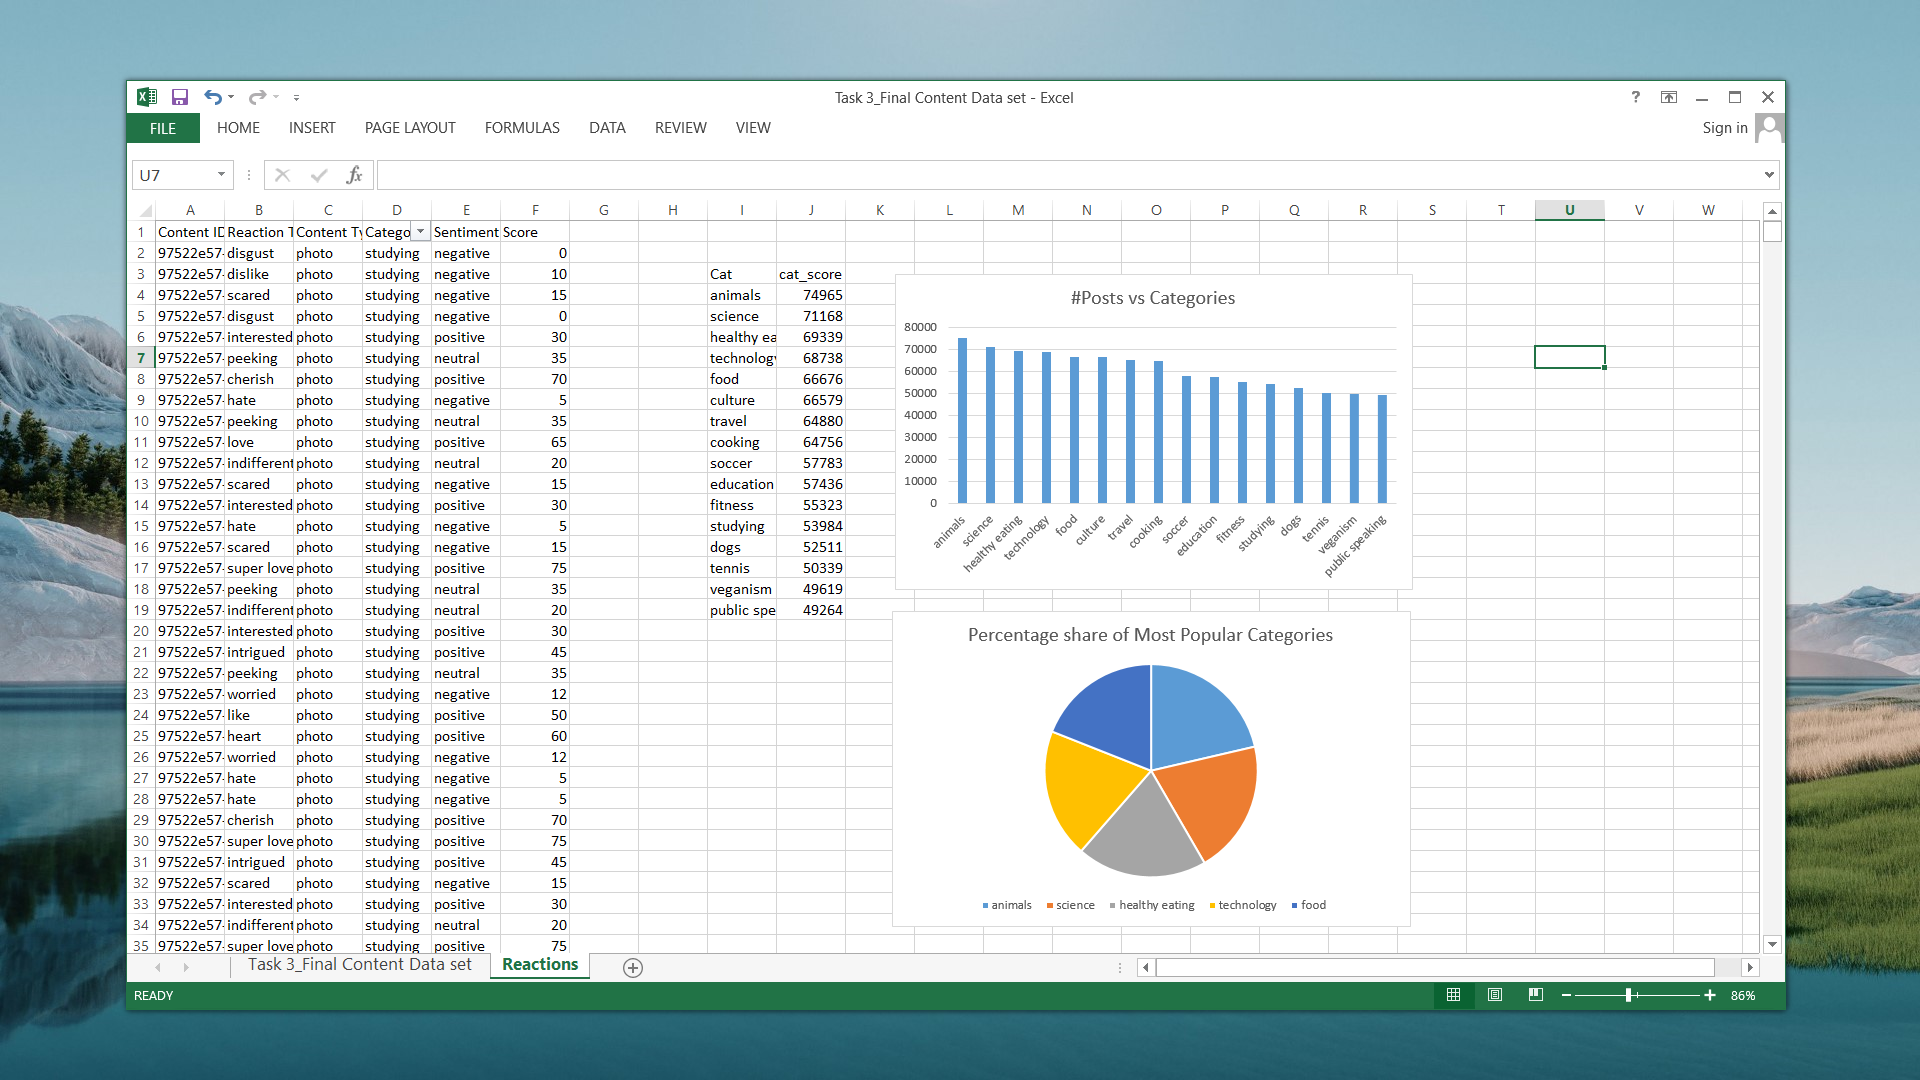 Task 3_Final Content Data set - Excel
FILE HOME INSERT PAGE LAYOUT FORMULAS DATA REVIEW VIEW Sign in
U7 fx
A B C D E F G H I J K L M N O P Q R S T U V W
1 Content ID Reaction T Content Ty Catego Sentiment Score
2 97522e57- disgust photo studying negative 0
3 97522e57- dislike photo studying negative 10 Cat cat_score
4 97522e57- scared photo studying negative 15 animals 74965
5 97522e57- disgust photo studying negative 0 science 71168
6 97522e57- interested photo studying positive 30 healthy ea 69339
7 97522e57- peeking photo studying neutral 35 technology 68738
8 97522e57- cherish photo studying positive 70 food 66676
9 97522e57- hate photo studying negative 5 culture 66579
10 97522e57- peeking photo studying neutral 35 travel 64880
11 97522e57- love photo studying positive 65 cooking 64756
12 97522e57- indifferent photo studying neutral 20 soccer 57783
13 97522e57- scared photo studying negative 15 education 57436
14 97522e57- interested photo studying positive 30 fitness 55323
15 97522e57- hate photo studying negative 5 studying 53984
16 97522e57- scared photo studying negative 15 dogs 52511
17 97522e57- super love photo studying positive 75 tennis 50339
18 97522e57- peeking photo studying neutral 35 veganism 49619
19 97522e57- indifferent photo studying neutral 20 public spe 49264
20 97522e57- interested photo studying positive 30
21 97522e57- intrigued photo studying positive 45
22 97522e57- peeking photo studying neutral 35
23 97522e57- worried photo studying negative 12
24 97522e57- like photo studying positive 50
25 97522e57- heart photo studying positive 60
26 97522e57- worried photo studying negative 12
27 97522e57- hate photo studying negative 5
28 97522e57- hate photo studying negative 5
29 97522e57- cherish photo studying positive 70
30 97522e57- super love photo studying positive 75
31 97522e57- intrigued photo studying positive 45
32 97522e57- scared photo studying negative 15
33 97522e57- interested photo studying positive 30
34 97522e57- indifferent photo studying neutral 20
35 97522e57- super love photo studying positive 75
#Posts vs Categories
80000
70000
60000
50000
40000
30000
20000
10000
0
animals science healthy eating technology food culture travel cooking soccer education fitness studying dogs tennis veganism public speaking
Percentage share of Most Popular Categories
animals science healthy eating technology food
Task 3_Final Content Data set Reactions
READY 86%